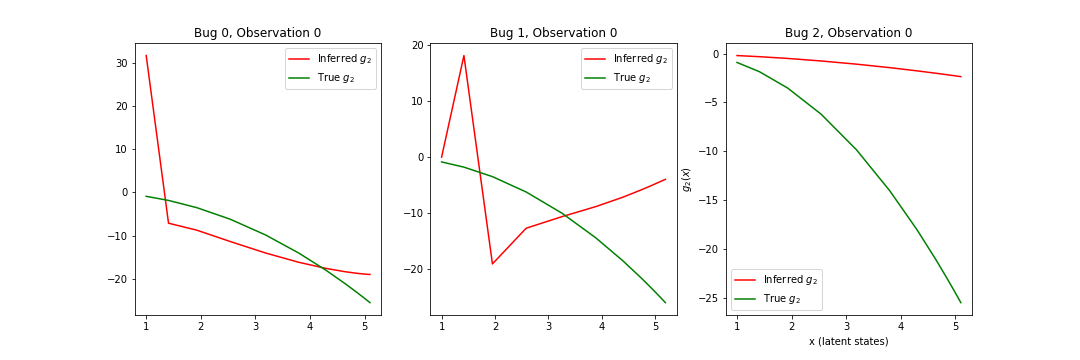 Bug 0, Observation 0
Inferred g₂
True g₂
30
20
10
0
−10
−20
1 2 3 4 5
Bug 1, Observation 0
Inferred g₂
True g₂
20
10
0
−10
−20
1 2 3 4 5
Bug 2, Observation 0
g₂(x)
0
−5
−10
−15
−20
−25
Inferred g₂
True g₂
1 2 3 4 5
x (latent states)